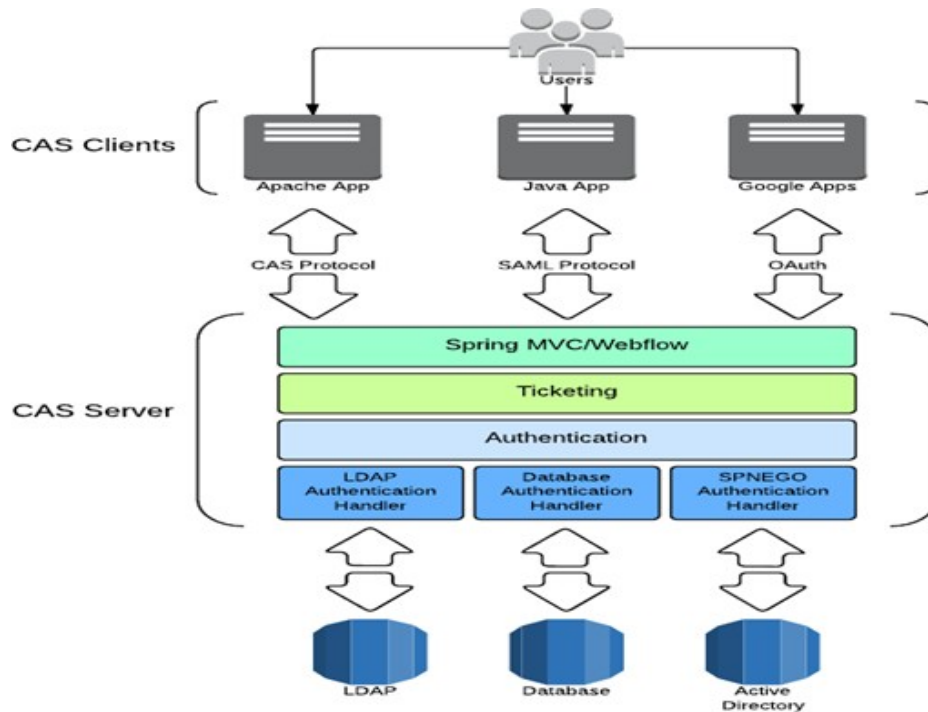 Users
CAS Clients
Apache App
Java App
Google Apps
CAS Protocol
SAML Protocol
OAuth
CAS Server
Spring MVC/Webflow
Ticketing
Authentication
LDAP
Authentication
Handler
Database
Authentication
Handler
SPNEGO
Authentication
Handler
LDAP
Database
Active
Directory